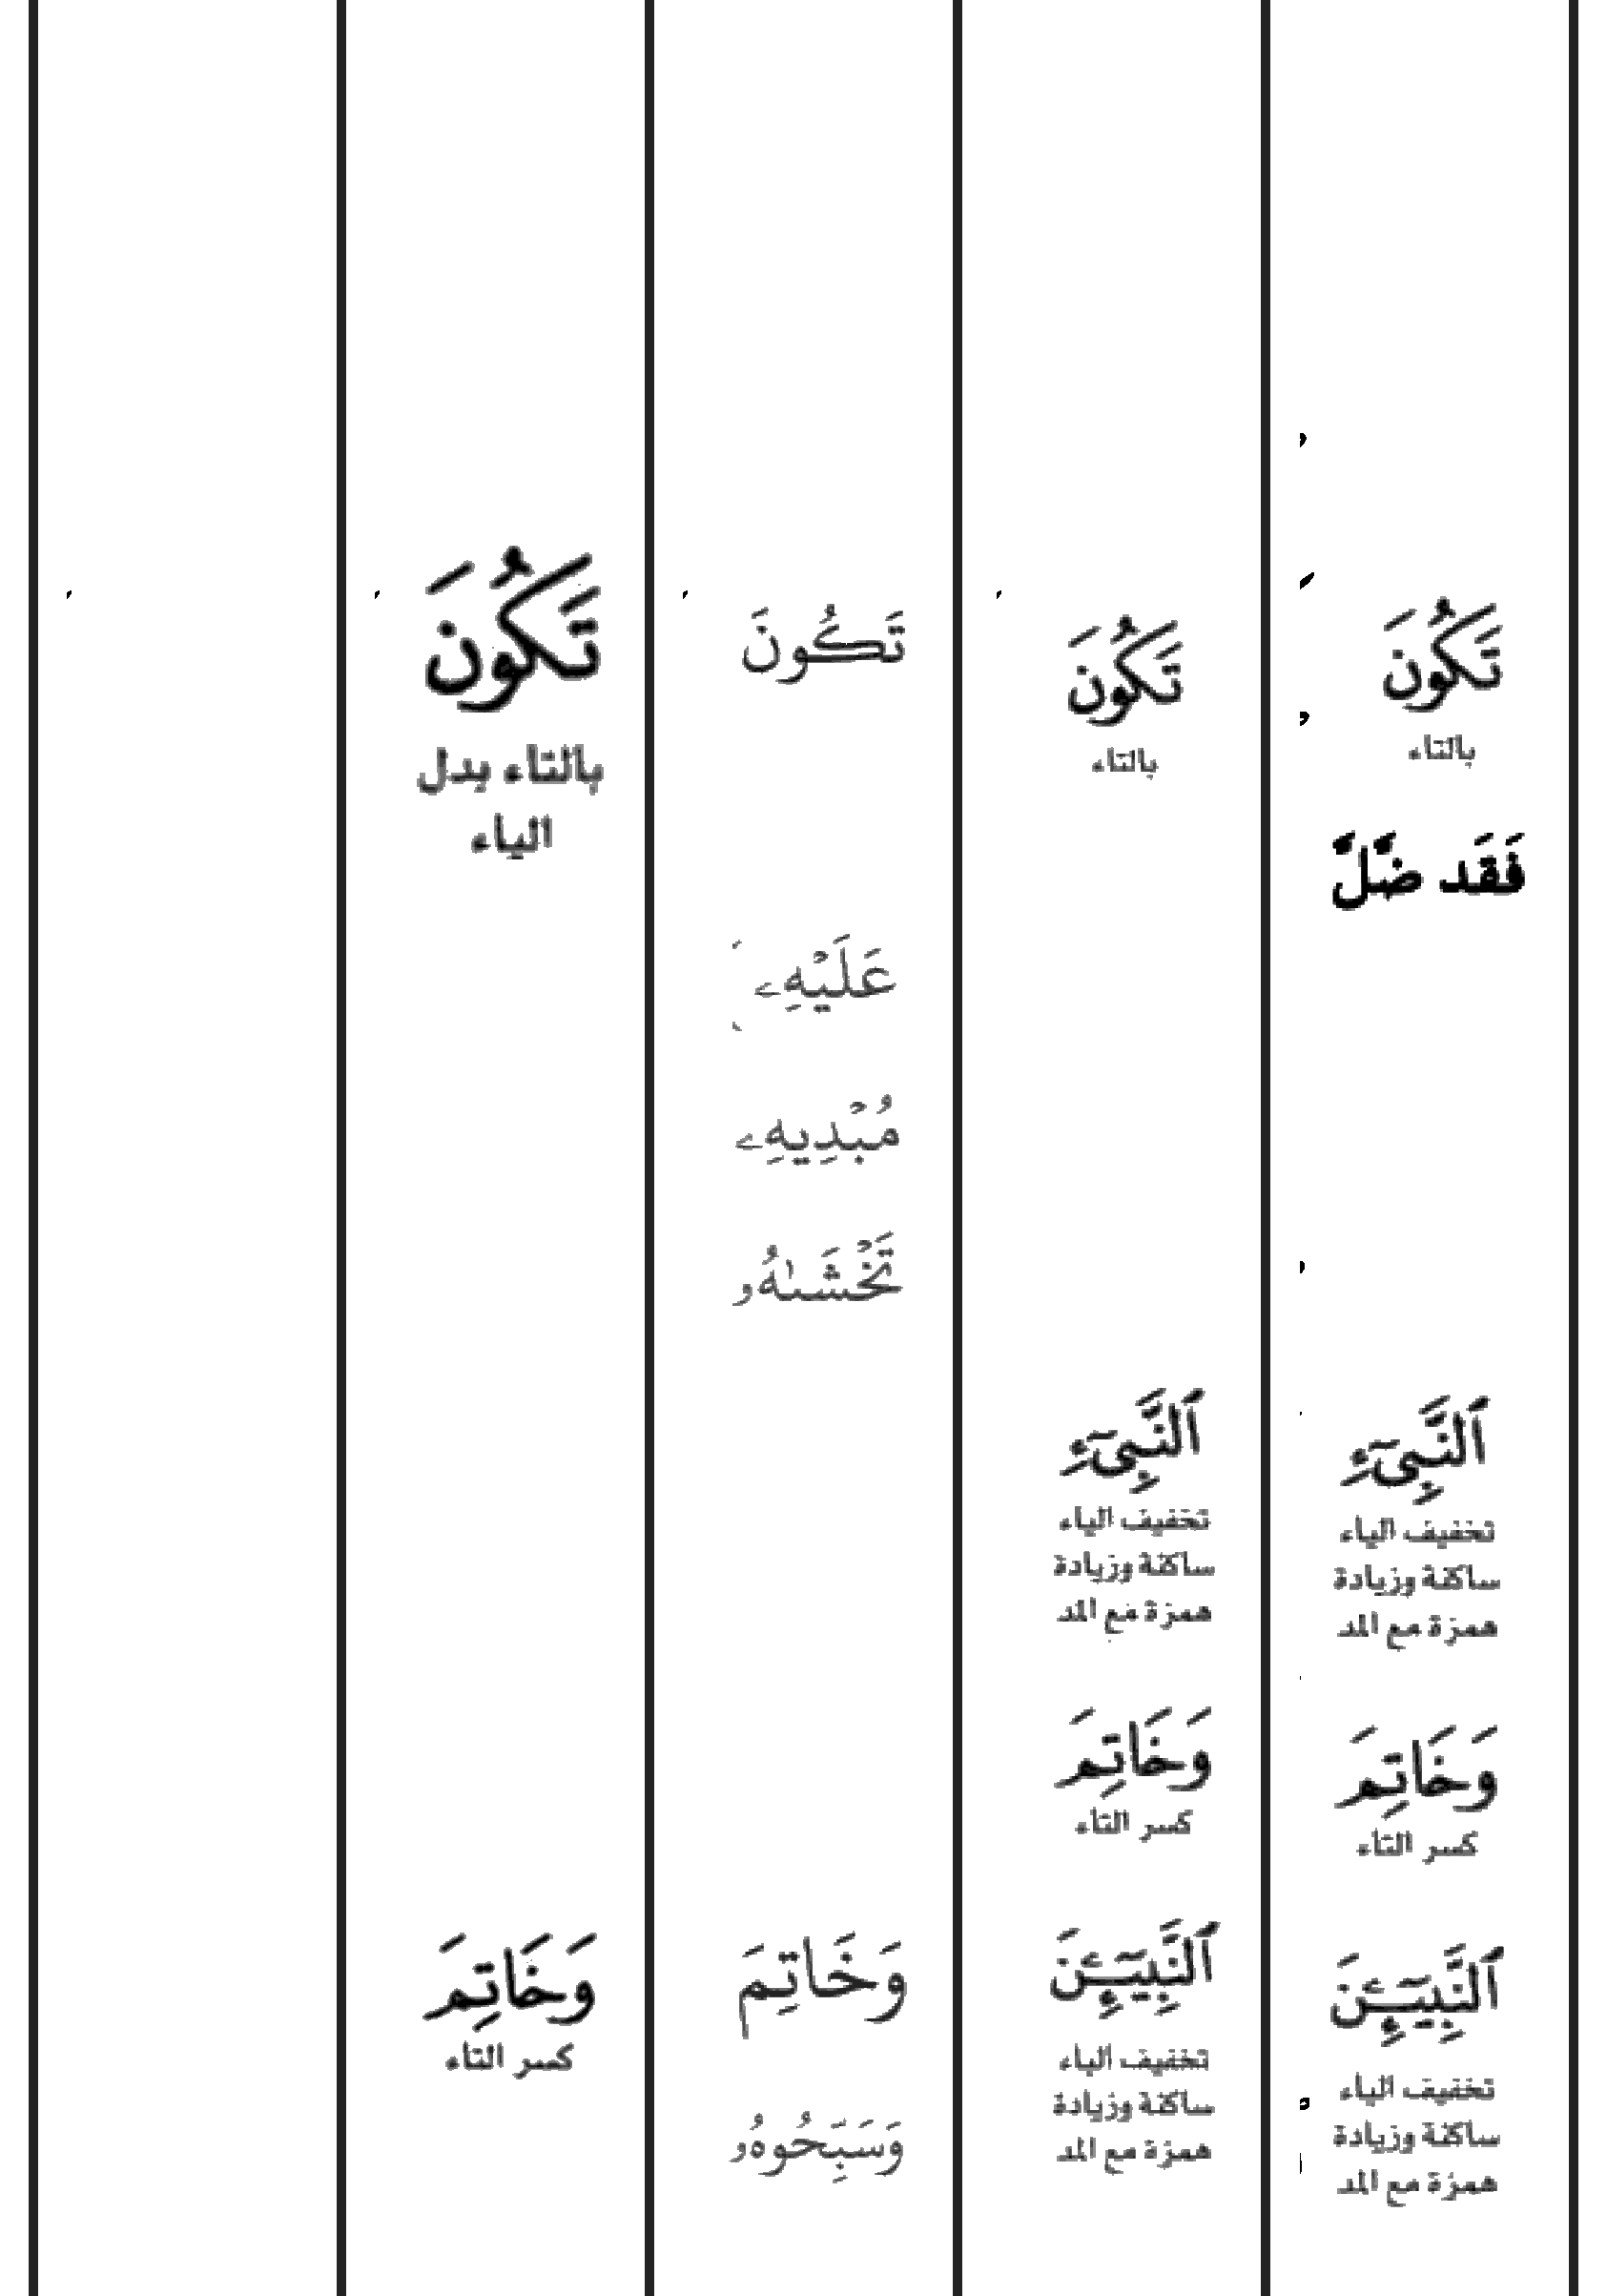 تَكُونَ
بالتاء
فَقَد ضَّلَّ
ٱلنَّبِيٓءِ
تخفيف الياء
ساكنة وزيادة
همزة مع المد
وَخَاتِمَ
كسر التاء
ٱلنَّبِيٓـِٕنَ
تخفيف الياء
ساكنة وزيادة
همزة مع المد
تَكُونَ
بالتاء
ٱلنَّبِيٓءِ
تخفيف الياء
ساكنة وزيادة
همزة مع المد
وَخَاتِمَ
كسر التاء
ٱلنَّبِيٓـِٕنَ
تخفيف الياء
ساكنة وزيادة
همزة مع المد
تَكُونَ
عَلَيۡهِۦ
مُبۡدِيهِۦ
تَخۡشَىٰهُۥ
وَخَاتِمَ
وَسَبِّحُوهُۥ
تَكُونَ
بالتاء بدل
الياء
وَخَاتِمَ
كسر التاء